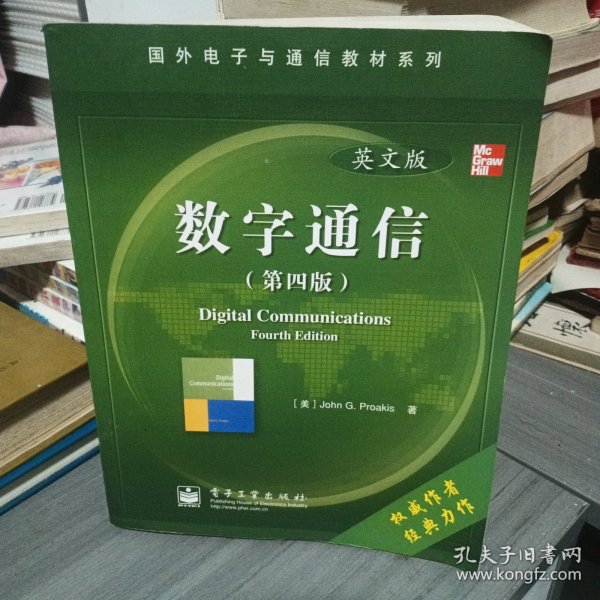 国外电子与通信教材系列
英文版
Mc
Graw
Hill
数字通信
（第四版）
Digital Communications
Fourth Edition
Digital
Communications
[美] John G. Proakis 著
电子工业出版社
Publishing House of Electronics Industry
http://www.phei.com.cn
权威作者
经典力作
孔夫子旧书网
www.kongfz.com